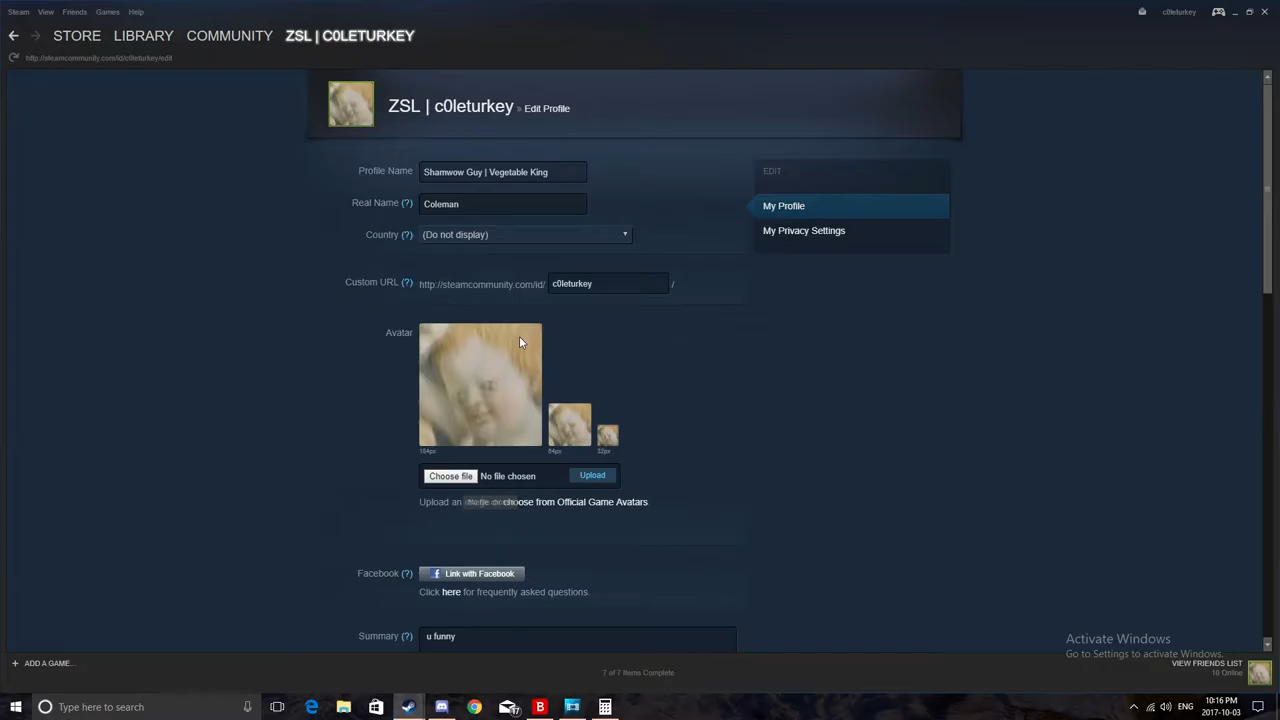 Steam View Friends Games Help c0leturkey
STORE LIBRARY COMMUNITY ZSL | C0LETURKEY
http://steamcommunity.com/id/c0leturkey/edit
ZSL | c0leturkey » Edit Profile
Profile Name Shamwow Guy | Vegetable King
EDIT
Real Name (?) Coleman
My Profile
Country (?) (Do not display)
My Privacy Settings
Custom URL (?) http://steamcommunity.com/id/ c0leturkey /
Avatar
184px 64px 32px
Choose file No file chosen Upload
Upload an choose from Official Game Avatars
Facebook (?) f Link with Facebook
Click here for frequently asked questions.
Summary (?) u funny
Activate Windows
Go to Settings to activate Windows.
+ ADD A GAME...
7 of 7 Items Complete
VIEW FRIENDS LIST
10 Online
Type here to search
10:16 PM
2017-10-03